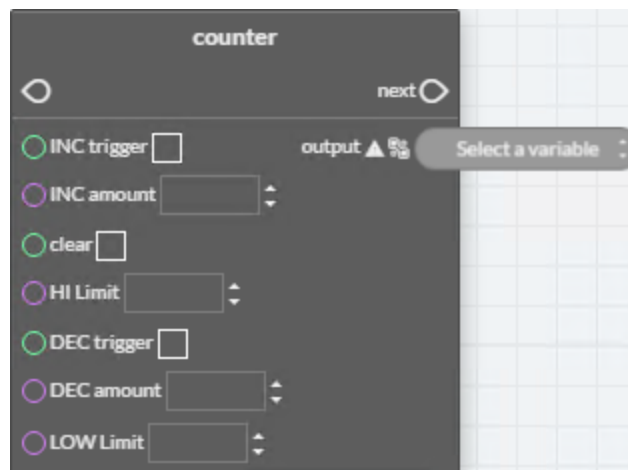 counter
next
INC trigger output Select a variable
INC amount
clear
HI Limit
DEC trigger
DEC amount
LOW Limit